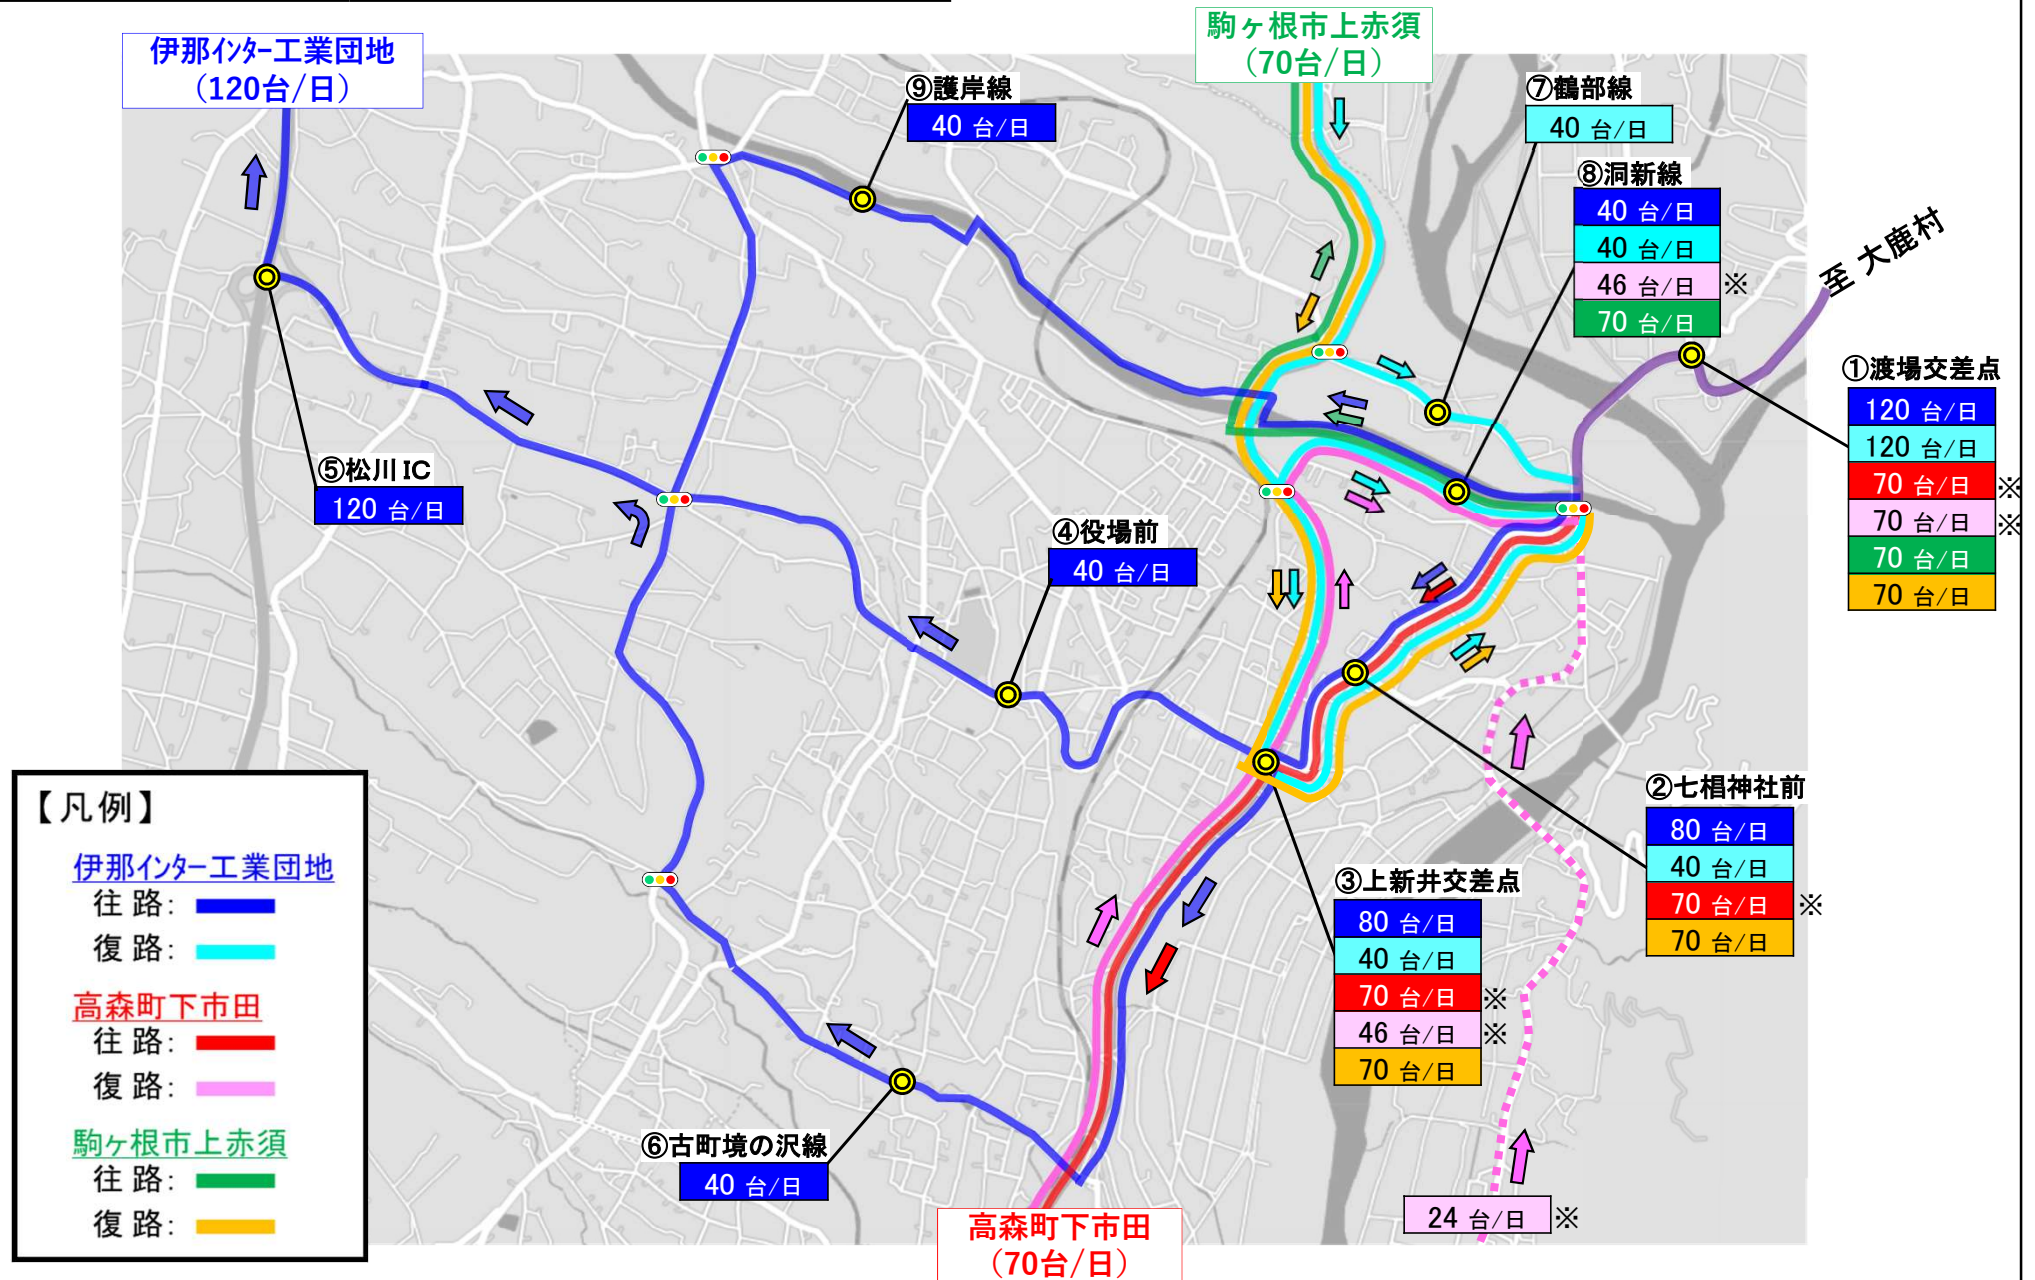 伊那インター工業団地
（120台/日）
駒ヶ根市上赤須
（70台/日）
⑨護岸線
40 台/日
⑦鶴部線
40 台/日
⑧洞新線
40 台/日
40 台/日
46 台/日 ※
70 台/日
至 大鹿村
①渡場交差点
120 台/日
120 台/日
70 台/日 ※
70 台/日 ※
70 台/日
70 台/日
⑤松川IC
120 台/日
④役場前
40 台/日
②七椙神社前
80 台/日
40 台/日
70 台/日 ※
70 台/日
③上新井交差点
80 台/日
40 台/日
70 台/日 ※
46 台/日 ※
70 台/日
⑥古町境の沢線
40 台/日
24 台/日 ※
高森町下市田
（70台/日）
【凡例】
伊那インター工業団地
往路：
復路：
高森町下市田
往路：
復路：
駒ヶ根市上赤須
往路：
復路：